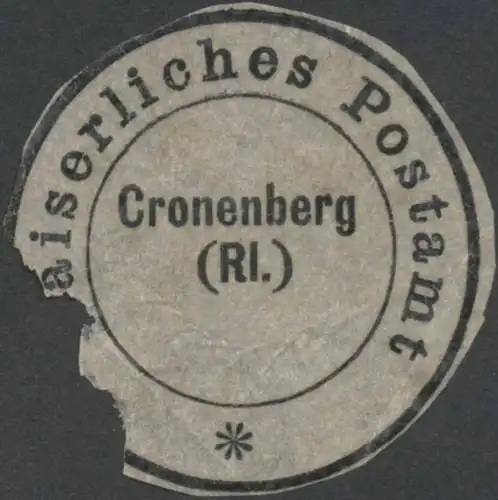 aiserliches Postamt
Cronenberg
(Rl.)
*